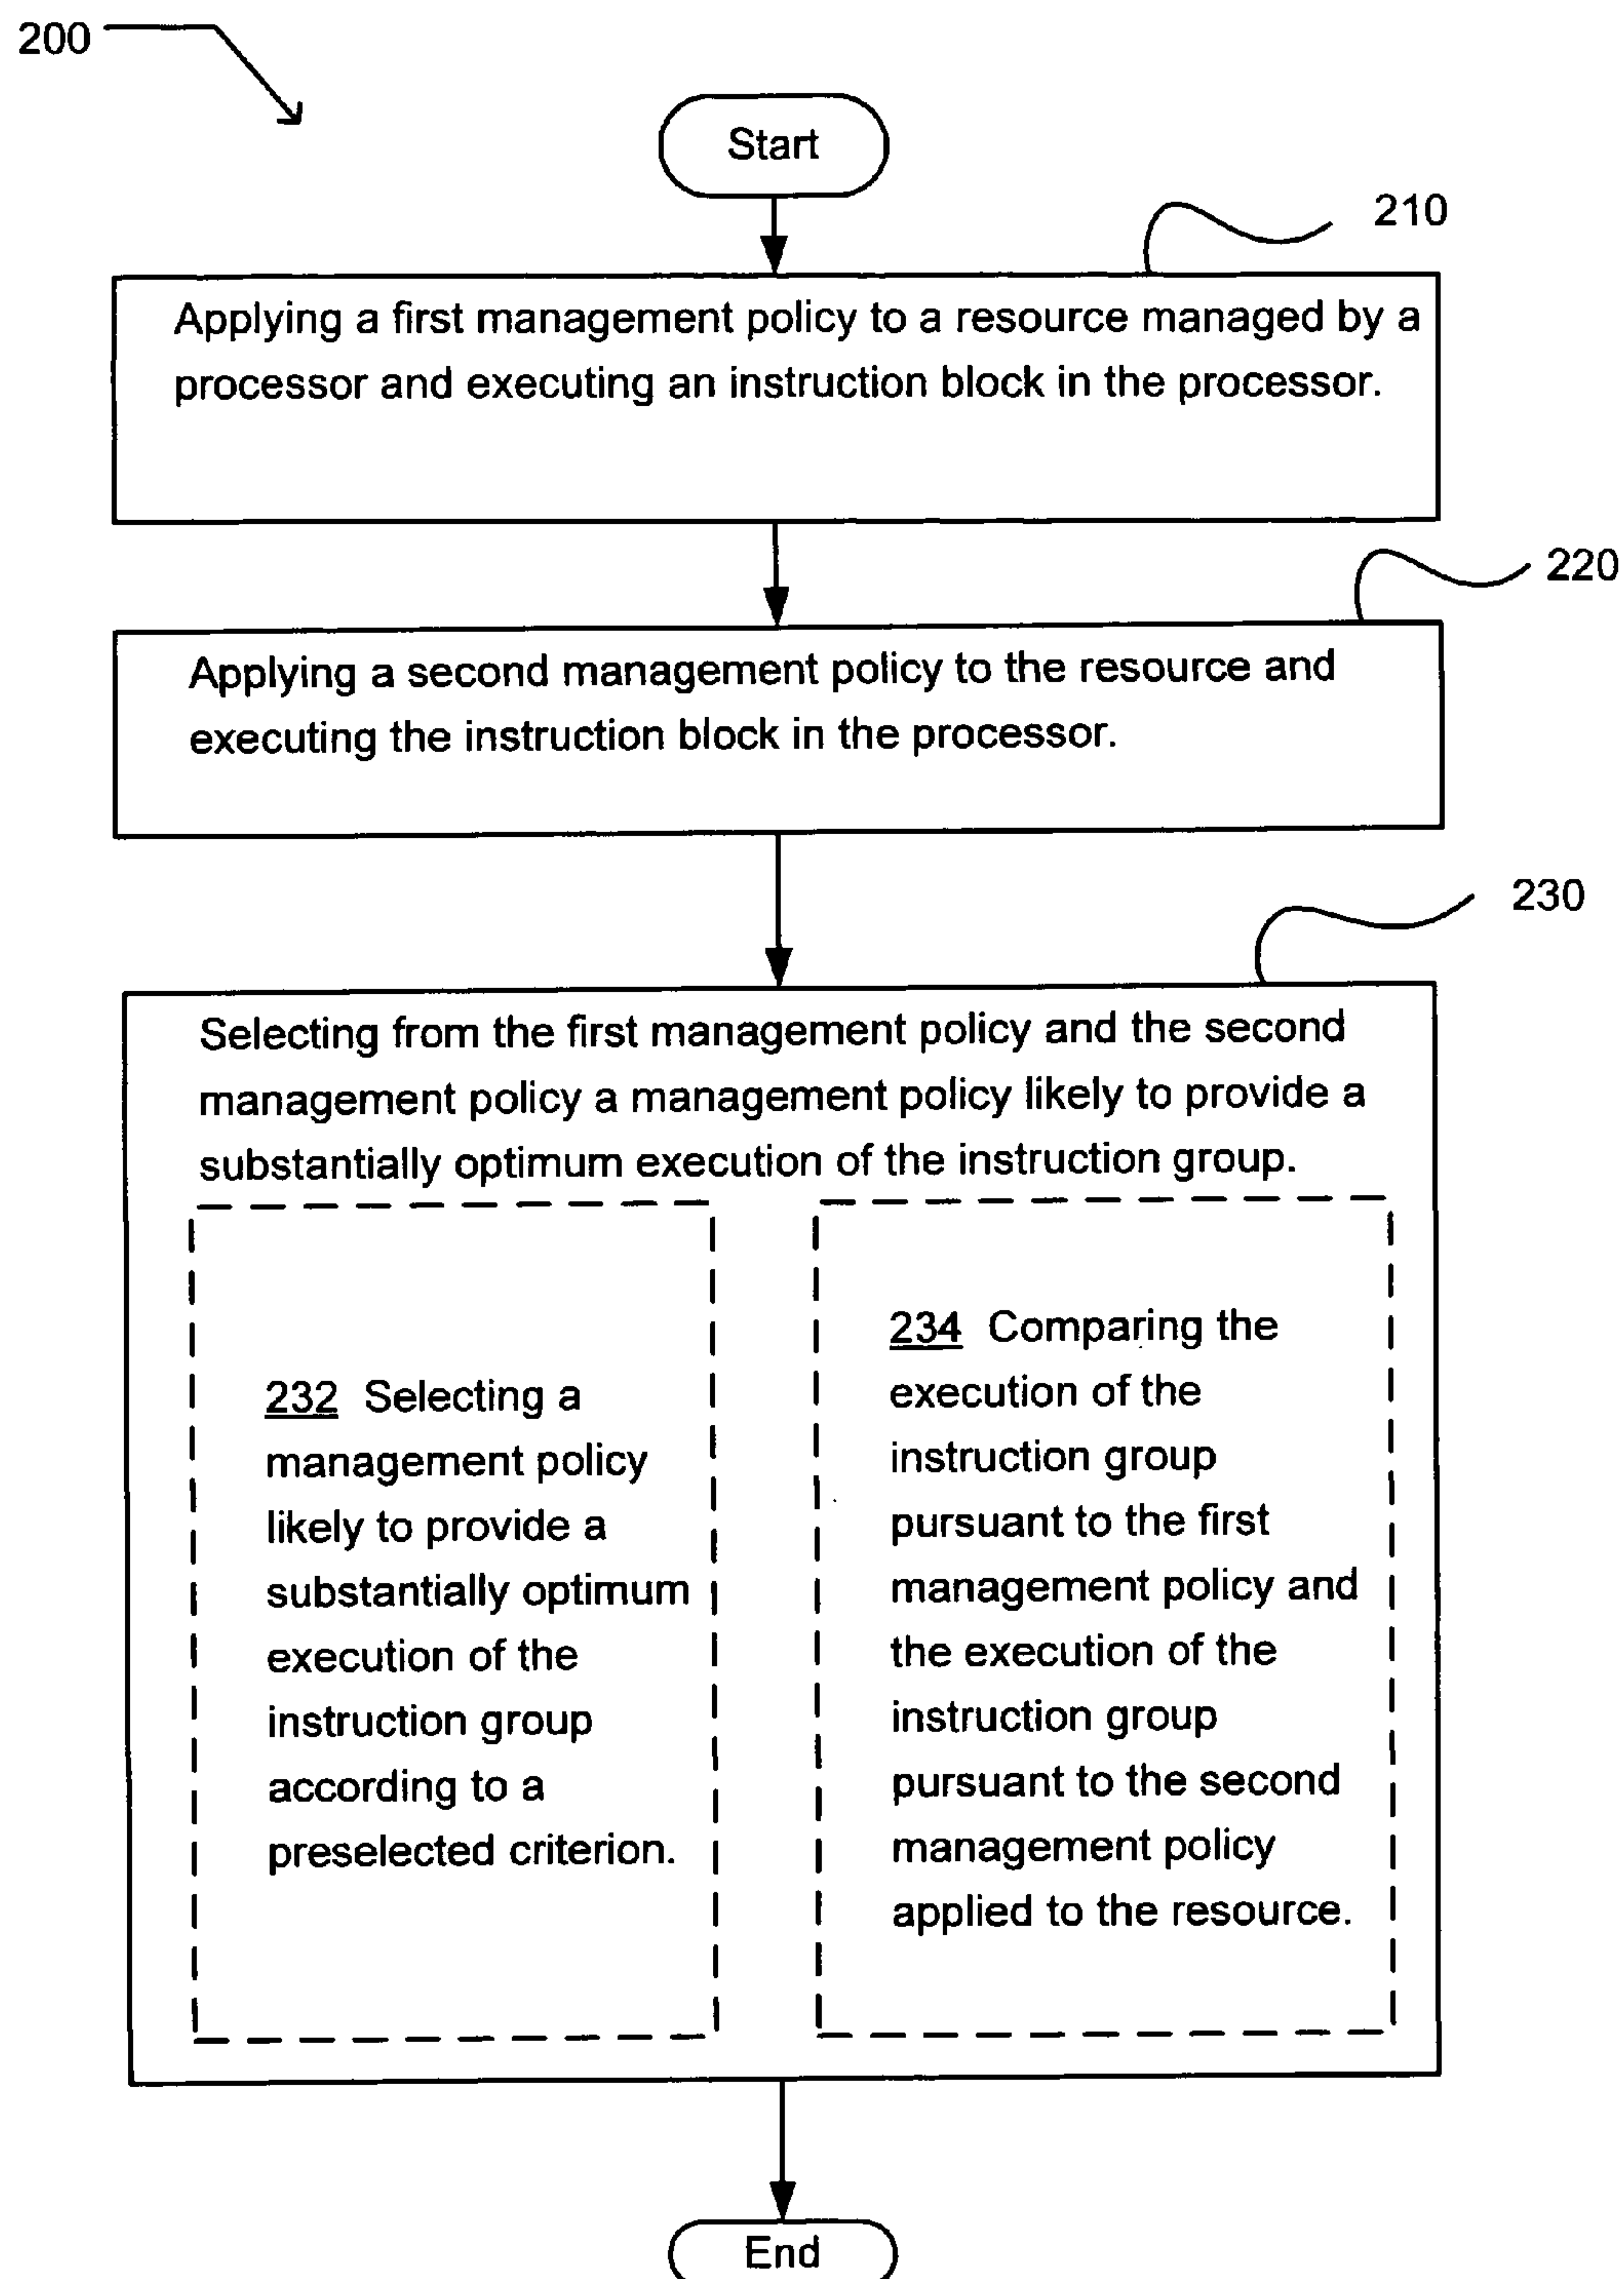 200
Start
210
Applying a first management policy to a resource managed by a
processor and executing an instruction block in the processor.
220
Applying a second management policy to the resource and
executing the instruction block in the processor.
230
Selecting from the first management policy and the second
management policy a management policy likely to provide a
substantially optimum execution of the instruction group.
232 Selecting a
management policy
likely to provide a
substantially optimum
execution of the
instruction group
according to a
preselected criterion.
234 Comparing the
execution of the
instruction group
pursuant to the first
management policy and
the execution of the
instruction group
pursuant to the second
management policy
applied to the resource.
End